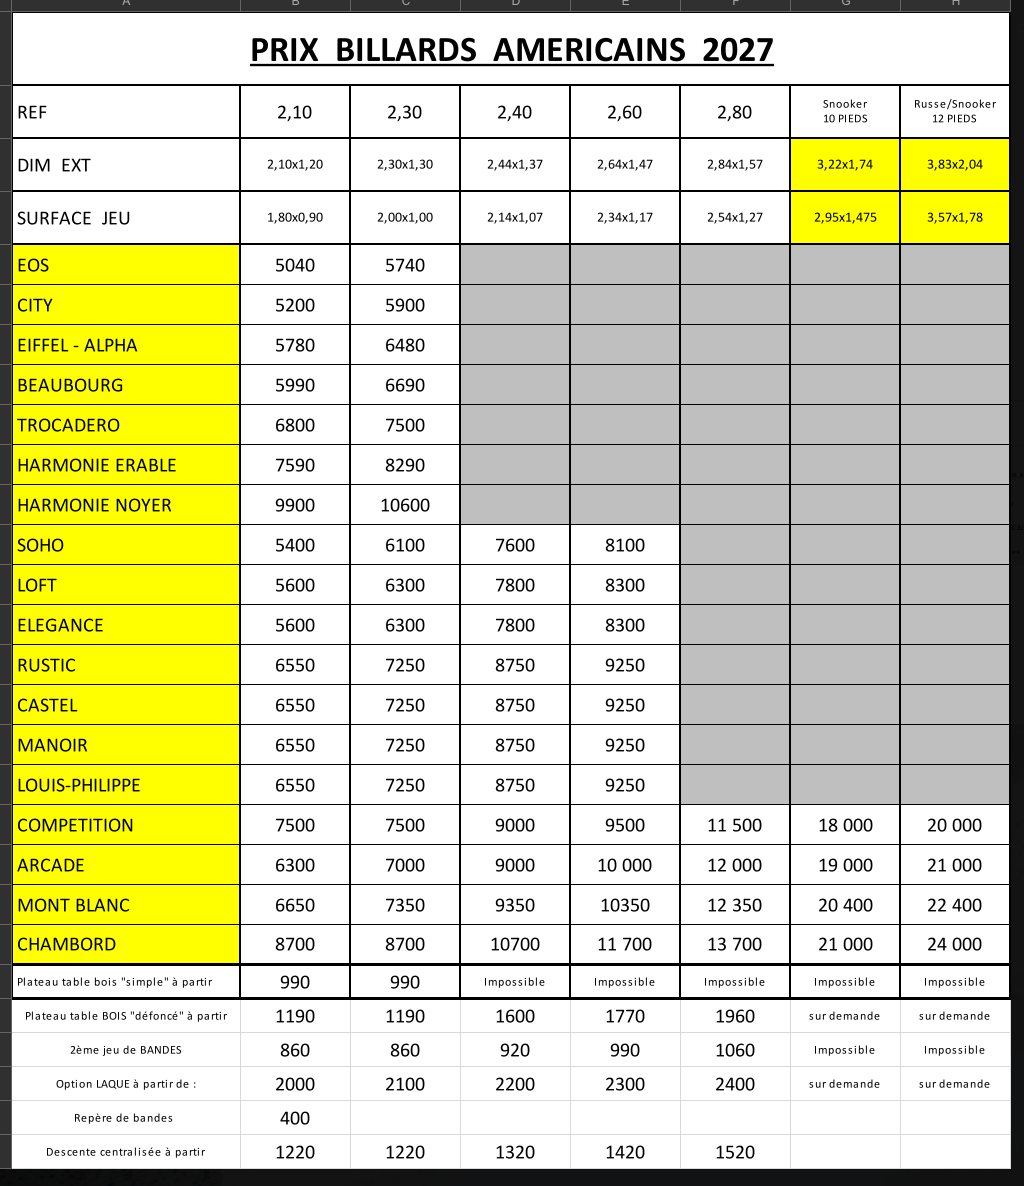 A B C D E F G H
PRIX BILLARDS AMERICAINS 2027
REF 2,10 2,30 2,40 2,60 2,80 Snooker 10 PIEDS Russe/Snooker 12 PIEDS
DIM EXT 2,10x1,20 2,30x1,30 2,44x1,37 2,64x1,47 2,84x1,57 3,22x1,74 3,83x2,04
SURFACE JEU 1,80x0,90 2,00x1,00 2,14x1,07 2,34x1,17 2,54x1,27 2,95x1,475 3,57x1,78
EOS 5040 5740
CITY 5200 5900
EIFFEL - ALPHA 5780 6480
BEAUBOURG 5990 6690
TROCADERO 6800 7500
HARMONIE ERABLE 7590 8290
HARMONIE NOYER 9900 10600
SOHO 5400 6100 7600 8100
LOFT 5600 6300 7800 8300
ELEGANCE 5600 6300 7800 8300
RUSTIC 6550 7250 8750 9250
CASTEL 6550 7250 8750 9250
MANOIR 6550 7250 8750 9250
LOUIS-PHILIPPE 6550 7250 8750 9250
COMPETITION 7500 7500 9000 9500 11 500 18 000 20 000
ARCADE 6300 7000 9000 10 000 12 000 19 000 21 000
MONT BLANC 6650 7350 9350 10350 12 350 20 400 22 400
CHAMBORD 8700 8700 10700 11 700 13 700 21 000 24 000
Plateau table bois "simple" à partir 990 990 Impossible Impossible Impossible Impossible Impossible
Plateau table BOIS "défoncé" à partir 1190 1190 1600 1770 1960 sur demande sur demande
2ème jeu de BANDES 860 860 920 990 1060 Impossible Impossible
Option LAQUE à partir de : 2000 2100 2200 2300 2400 sur demande sur demande
Repère de bandes 400
Descente centralisée à partir 1220 1220 1320 1420 1520